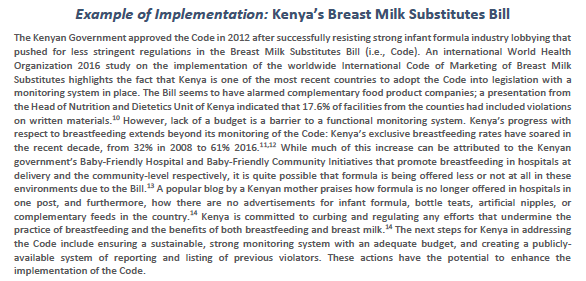 Example of Implementation: Kenya's Breast Milk Substitutes Bill
The Kenyan Government approved the Code in 2012 after successfully resisting strong infant formula industry lobbying that
pushed for less stringent regulations in the Breast Milk Substitutes Bill (i.e., Code). An international World Health
Organization 2016 study on the implementation of the worldwide International Code of Marketing of Breast Milk
Substitutes highlights the fact that Kenya is one of the most recent countries to adopt the Code into legislation with a
monitoring system in place. The Bill seems to have alarmed complementary food product companies; a presentation from
the Head of Nutrition and Dietetics Unit of Kenya indicated that 17.6% of facilities from the counties had included violations
on written materials.10 However, lack of a budget is a barrier to a functional monitoring system. Kenya's progress with
respect to breastfeeding extends beyond its monitoring of the Code: Kenya's exclusive breastfeeding rates have soared in
the recent decade, from 32% in 2008 to 61% 2016.11,12 While much of this increase can be attributed to the Kenyan
government's Baby-Friendly Hospital and Baby-Friendly Community Initiatives that promote breastfeeding in hospitals at
delivery and the community-level respectively, it is quite possible that formula is being offered less or not at all in these
environments due to the Bill.13 A popular blog by a Kenyan mother praises how formula is no longer offered in hospitals in
one post, and furthermore, how there are no advertisements for infant formula, bottle teats, artificial nipples, or
complementary feeds in the country.14 Kenya is committed to curbing and regulating any efforts that undermine the
practice of breastfeeding and the benefits of both breastfeeding and breast milk.14 The next steps for Kenya in addressing
the Code include ensuring a sustainable, strong monitoring system with an adequate budget, and creating a publicly-
available system of reporting and listing of previous violators. These actions have the potential to enhance the
implementation of the Code.